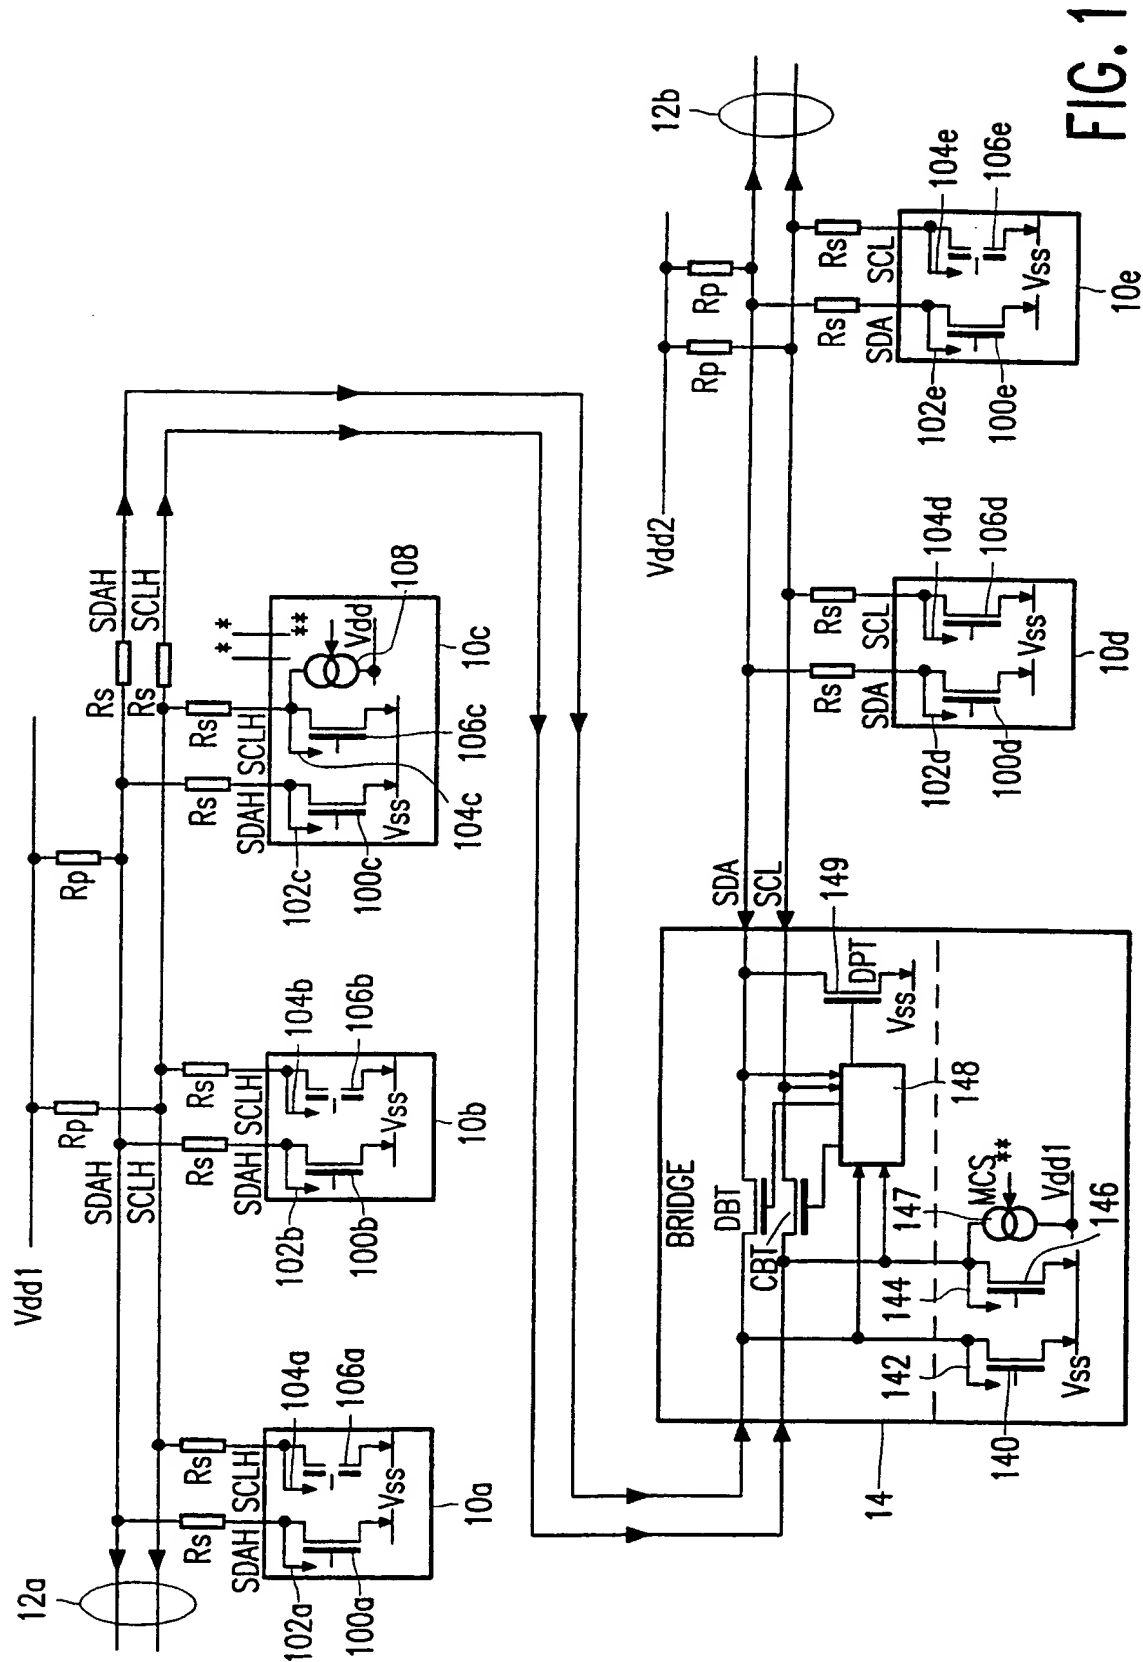 12a
Vdd1
Rp
Rp
SDAH
SCLH
Rs
Rs
SDAH
SCLH
Rs
Rs
SDAH
SCLH
102a
104a
100a
106a
Vss
10a
Rs
Rs
SDAH
SCLH
102b
104b
100b
106b
Vss
10b
Rs
Rs
SDAH
SCLH
**
**
102c
100c
104c
106c
Vss
Vdd
108
10c
BRIDGE
DBT
CBT
SDA
SCL
149
DPT
Vss
148
142
144
147
MCS
**
Vdd1
146
140
Vss
14
Vdd2
Rp
Rp
12b
Rs
Rs
SDA
SCL
102d
104d
100d
106d
Vss
10d
Rs
Rs
SDA
SCL
102e
104e
100e
106e
Vss
10e
FIG. 1